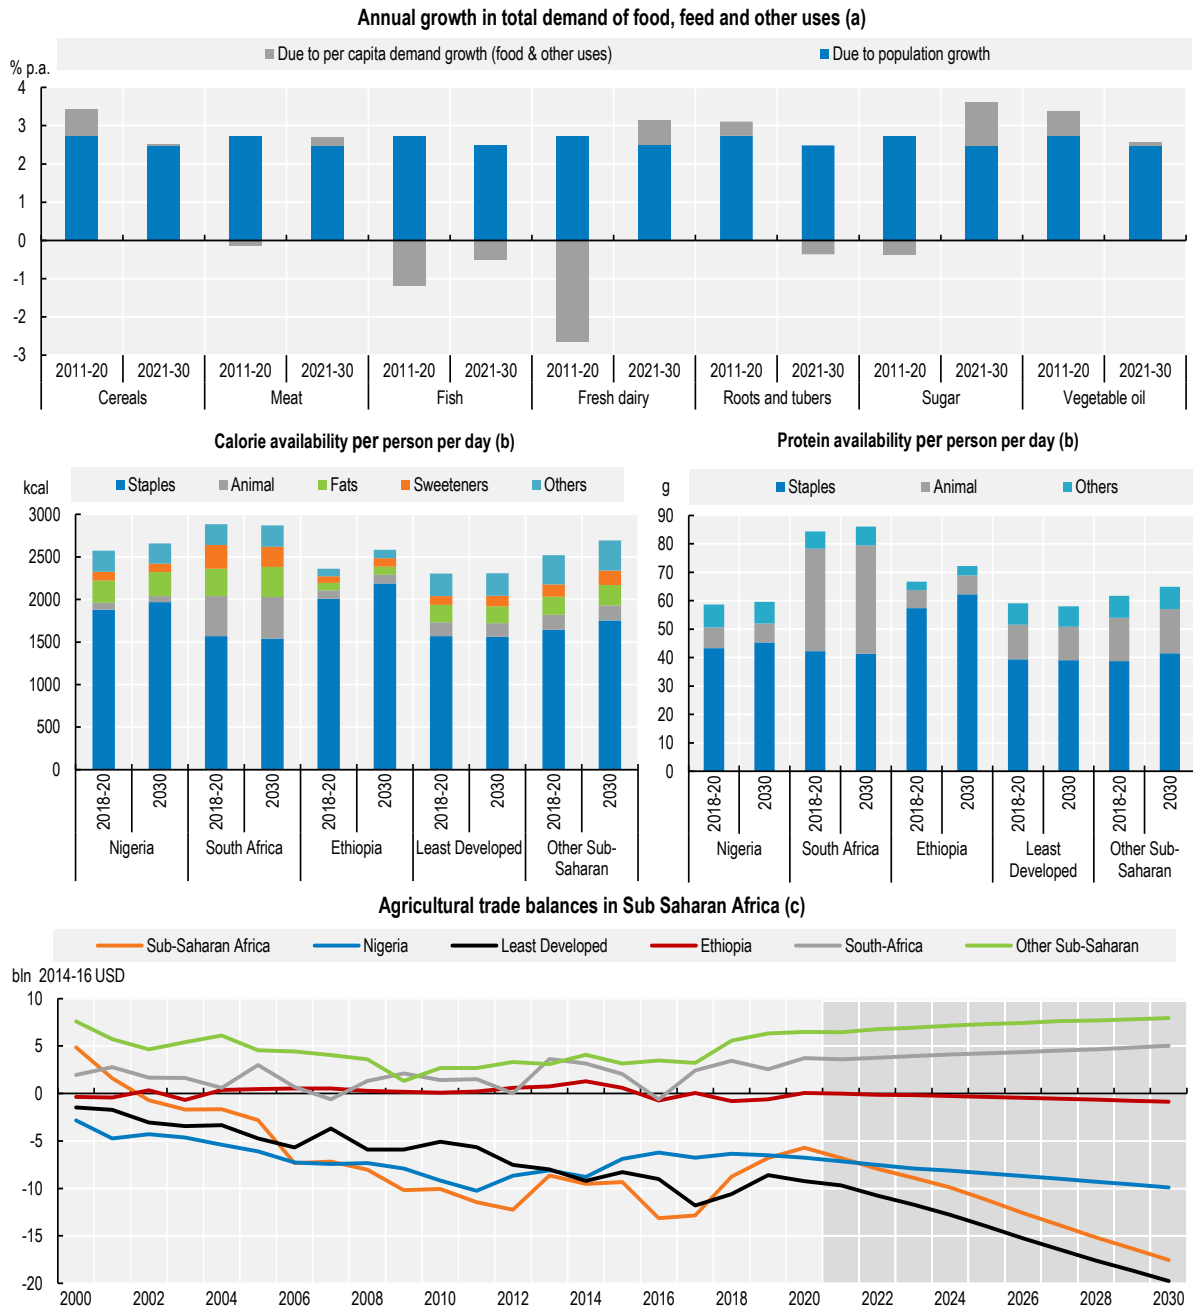 Annual growth in total demand of food, feed and other uses (a)
Due to per capita demand growth (food & other uses) Due to population growth
% p.a.
4
3
2
1
0
-1
-2
-3
2011-20 2021-30 2011-20 2021-30 2011-20 2021-30 2011-20 2021-30 2011-20 2021-30 2011-20 2021-30 2011-20 2021-30
Cereals Meat Fish Fresh dairy Roots and tubers Sugar Vegetable oil
Calorie availability per person per day (b)
kcal
Staples Animal Fats Sweeteners Others
3000
2500
2000
1500
1000
500
0
2018-20 2030 2018-20 2030 2018-20 2030 2018-20 2030 2018-20 2030
Nigeria South Africa Ethiopia Least Developed Other Sub-
Saharan
Protein availability per person per day (b)
g
Staples Animal Others
90
80
70
60
50
40
30
20
10
0
2018-20 2030 2018-20 2030 2018-20 2030 2018-20 2030 2018-20 2030
Nigeria South Africa Ethiopia Least Other Sub-
Developed Saharan
Agricultural trade balances in Sub Saharan Africa (c)
Sub-Saharan Africa Nigeria Least Developed Ethiopia South-Africa Other Sub-Saharan
bln 2014-16 USD
10
5
0
-5
-10
-15
-20
2000 2002 2004 2006 2008 2010 2012 2014 2016 2018 2020 2022 2024 2026 2028 2030